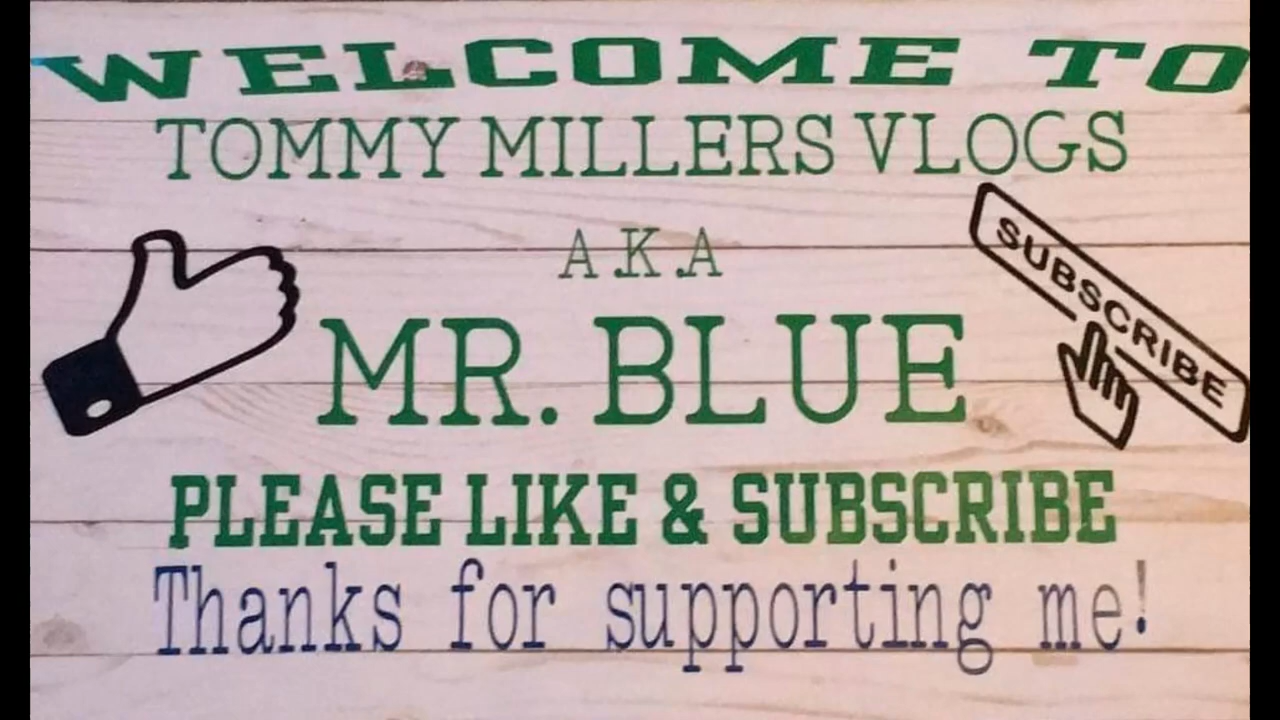 WELCOME TO
TOMMY MILLERS VLOGS
A.K.A
SUBSCRIBE
MR. BLUE
PLEASE LIKE & SUBSCRIBE
Thanks for supporting me!